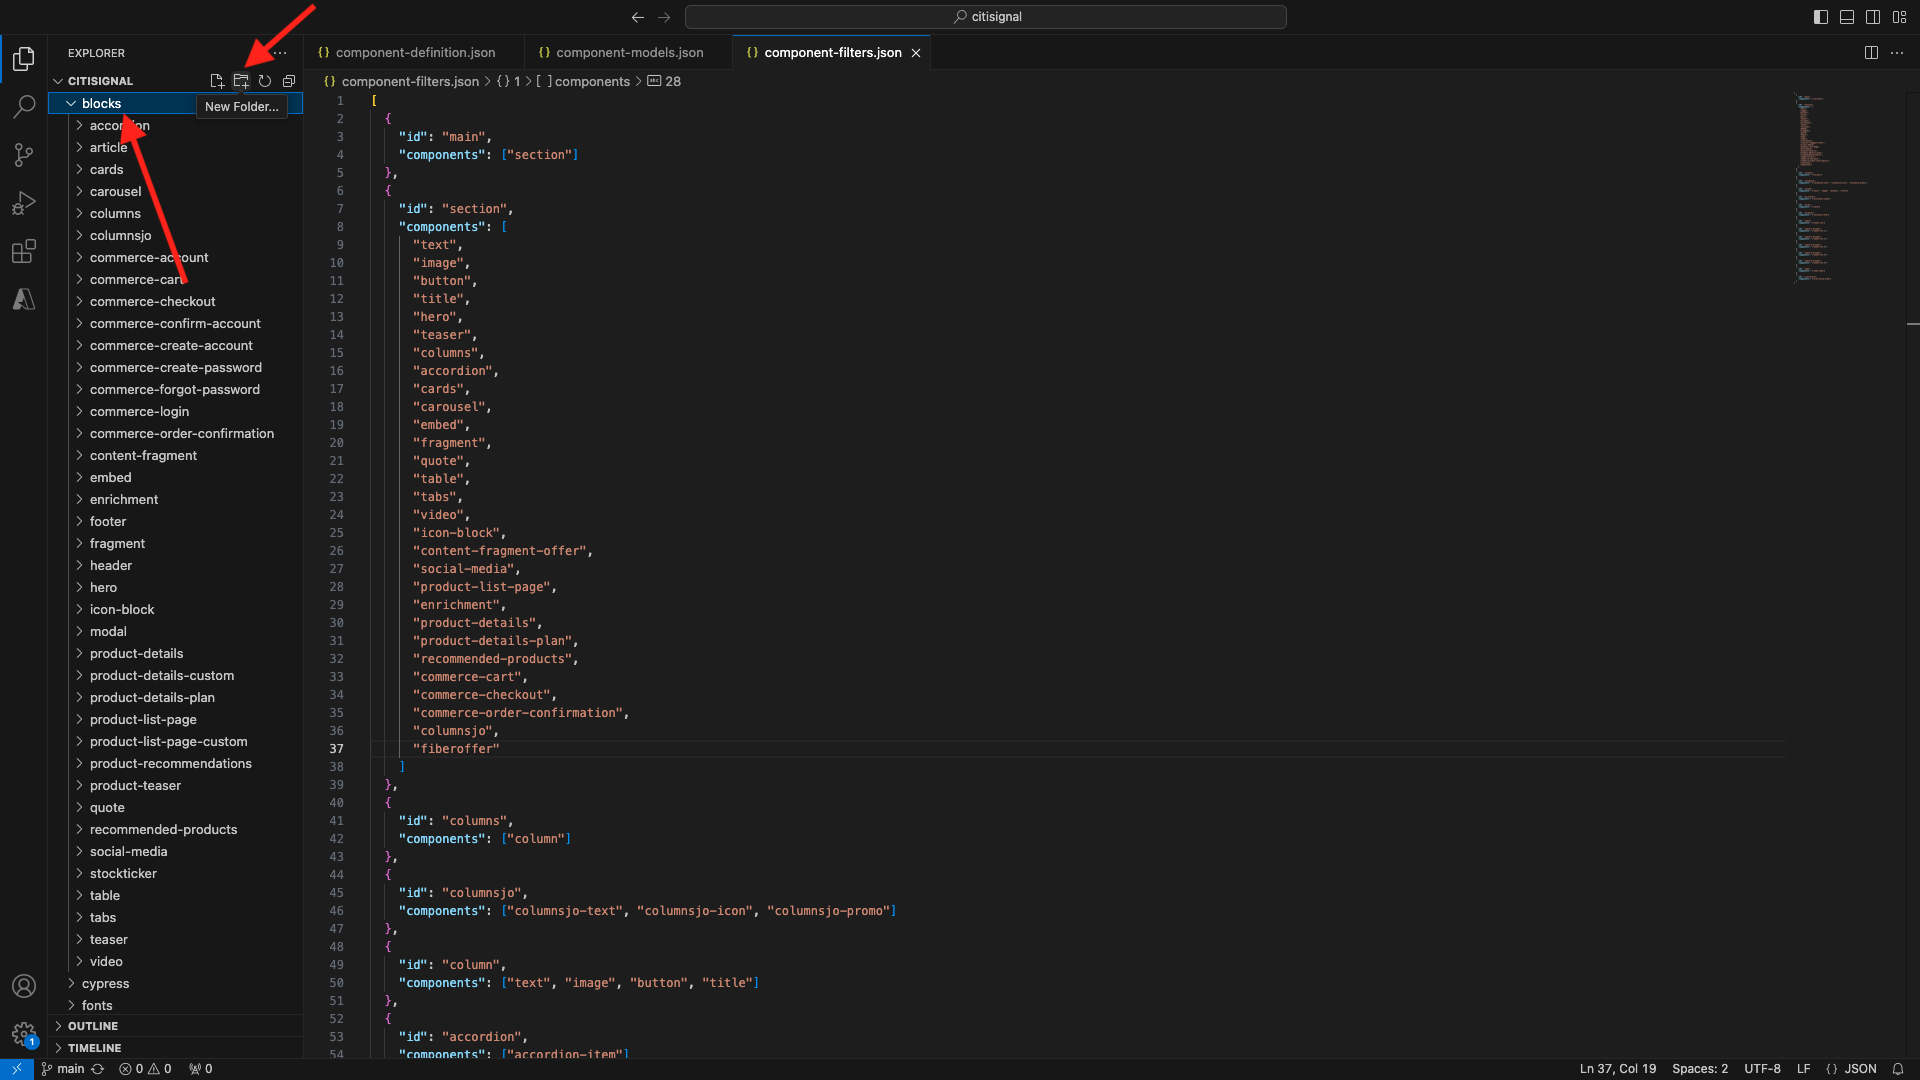 citisignal
EXPLORER
component-definition.json
component-models.json
component-filters.json
CITISIGNAL
component-filters.json > {} 1 > [ ] components > abc 28
blocks
New Folder...
accordion
article
cards
carousel
columns
columnsjo
commerce-account
commerce-cart
commerce-checkout
commerce-confirm-account
commerce-create-account
commerce-create-password
commerce-forgot-password
commerce-login
commerce-order-confirmation
content-fragment
embed
enrichment
footer
fragment
header
hero
icon-block
modal
product-details
product-details-custom
product-details-plan
product-list-page
product-list-page-custom
product-recommendations
product-teaser
quote
recommended-products
social-media
stockticker
table
tabs
teaser
video
cypress
fonts
OUTLINE
TIMELINE
1 [
2 {
3 "id": "main",
4 "components": ["section"]
5 },
6 {
7 "id": "section",
8 "components": [
9 "text",
10 "image",
11 "button",
12 "title",
13 "hero",
14 "teaser",
15 "columns",
16 "accordion",
17 "cards",
18 "carousel",
19 "embed",
20 "fragment",
21 "quote",
22 "table",
23 "tabs",
24 "video",
25 "icon-block",
26 "content-fragment-offer",
27 "social-media",
28 "product-list-page",
29 "enrichment",
30 "product-details",
31 "product-details-plan",
32 "recommended-products",
33 "commerce-cart",
34 "commerce-checkout",
35 "commerce-order-confirmation",
36 "columnsjo",
37 "fiberoffer"
38 ]
39 },
40 {
41 "id": "columns",
42 "components": ["column"]
43 },
44 {
45 "id": "columnsjo",
46 "components": ["columnsjo-text", "columnsjo-icon", "columnsjo-promo"]
47 },
48 {
49 "id": "column",
50 "components": ["text", "image", "button", "title"]
51 },
52 {
53 "id": "accordion",
54 "components": ["accordion-item"]
1
main
0 0
0
Ln 37, Col 19
Spaces: 2
UTF-8
LF
{} JSON